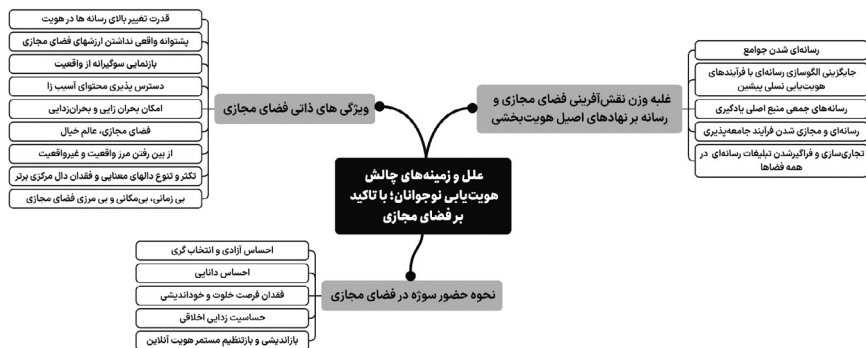 علل و زمینه‌های چالش
هویت‌یابی نوجوانان؛ با تاکید
بر فضای مجازی
غلبه وزن نقش‌آفرینی فضای مجازی و
رسانه بر نهادهای اصیل هویت‌بخشی
رسانه‌ای شدن جوامع
جایگزینی الگوسازی رسانه‌ای با فرآیندهای
هویت‌یابی نسلی پیشین
رسانه‌های جمعی منبع اصلی یادگیری
رسانه‌ای و مجازی شدن فرآیند جامعه‌پذیری
تجاری‌سازی و فراگیرشدن تبلیغات رسانه‌ای در
همه فضاها
ویژگی های ذاتی فضای مجازی
قدرت تغییر بالای رسانه ها در هویت
پشتوانه واقعی نداشتن ارزشهای فضای مجازی
بازنمایی سوگیرانه از واقعیت
دسترس پذیری محتوای آسیب زا
امکان بحران زایی و بحران‌زدایی
فضای مجازی، عالم خیال
از بین رفتن مرز واقعیت و غیرواقعیت
تکثر و تنوع دالهای معنایی و فقدان دال مرکزی برتر
بی زمانی، بی‌مکانی و بی مرزی فضای مجازی
نحوه حضور سوژه در فضای مجازی
احساس آزادی و انتخاب گری
احساس دانایی
فقدان فرصت خلوت و خوداندیشی
حساسیت زدایی اخلاقی
بازاندیشی و بازتنظیم مستمر هویت آنلاین